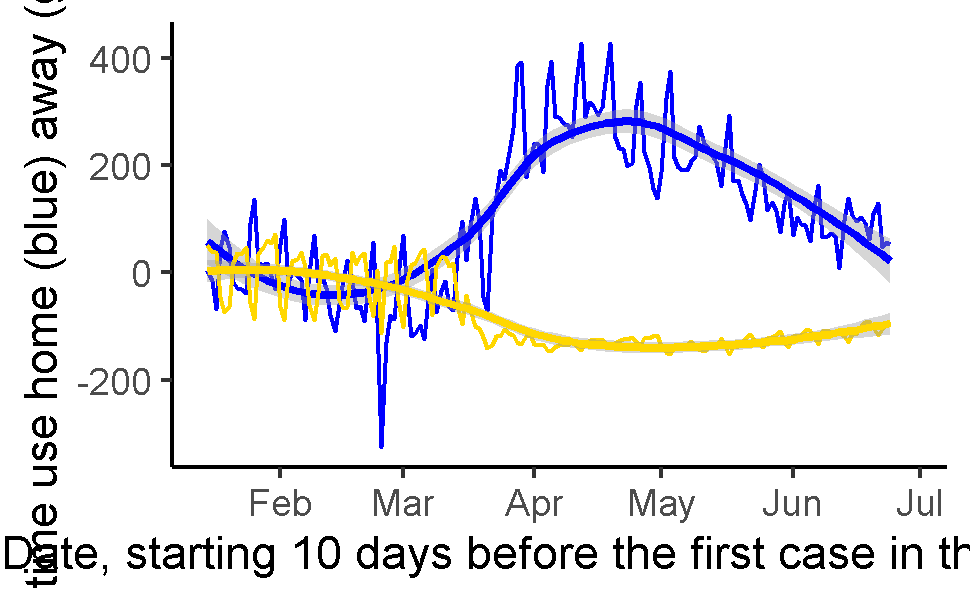 time use home (blue) away (
400
200
0
-200
Feb Mar Apr May Jun Jul
Date, starting 10 days before the first case in th